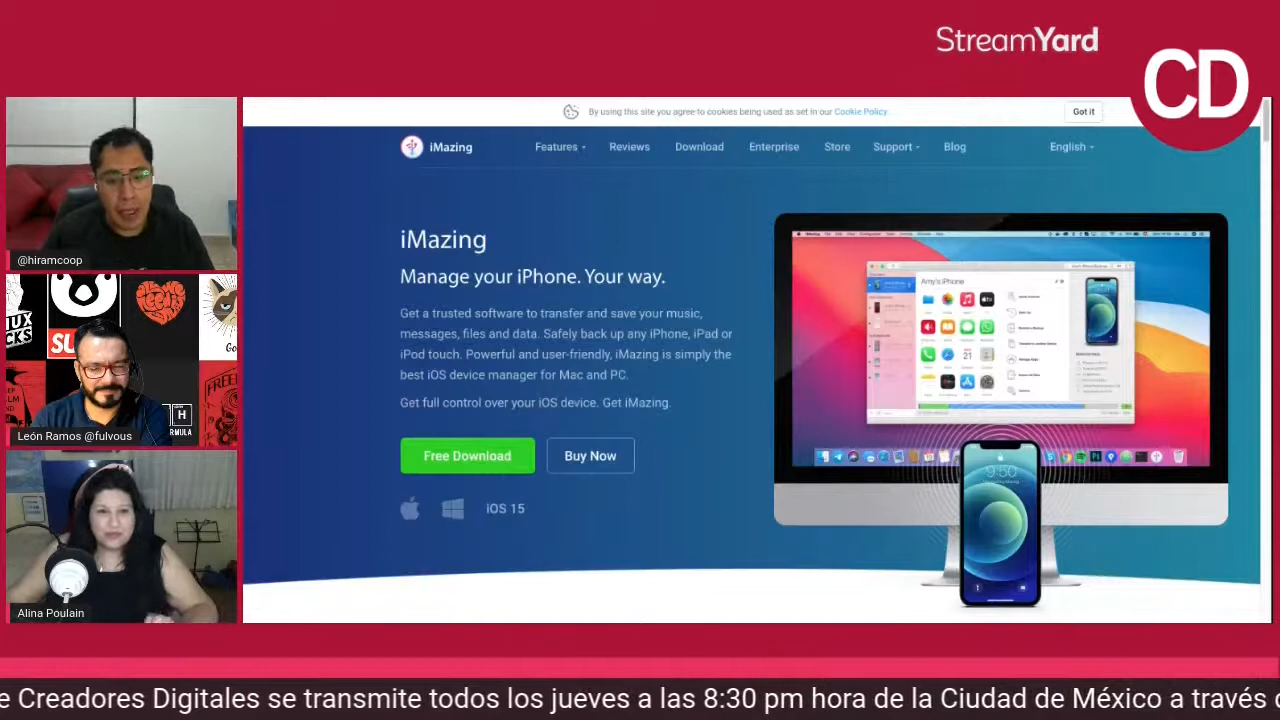 StreamYard
CD
By using this site you agree to cookies being used as set in our Cookie Policy.
Got it
iMazing
Features
Reviews
Download
Enterprise
Store
Support
Blog
English
iMazing
Manage your iPhone. Your way.
Get a trusted software to transfer and save your music,
messages, files and data. Safely back up any iPhone, iPad or
iPod touch. Powerful and user-friendly, iMazing is simply the
best iOS device manager for Mac and PC.
Get full control over your iOS device. Get iMazing.
Free Download
Buy Now
iOS 15
Amy's iPhone
21
9:50
@hiramcoop
León Ramos @fulvous
H
Alina Poulain
e Creadores Digitales se transmite todos los jueves a las 8:30 pm hora de la Ciudad de México a través